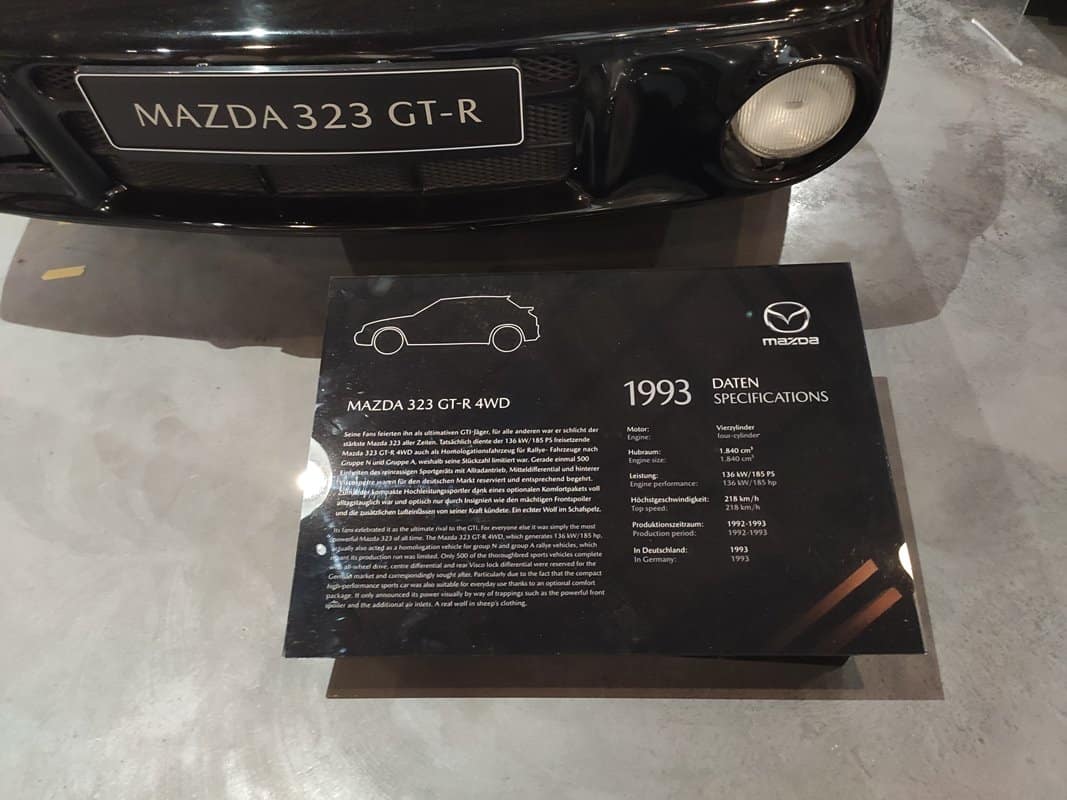 MAZDA 323 GT-R
mazda
MAZDA 323 GT-R 4WD
Seine Fans feierten ihn als ultimativen GTI-Jäger, für alle anderen war er schlicht der
stärkste Mazda 323 aller Zeiten. Tatsächlich diente der 136 kW/185 PS freisetzende
Mazda 323 GT-R 4WD auch als Homologationsfahrzeug für Rallye- Fahrzeuge nach
Gruppe N und Gruppe A, weshalb seine Stückzahl limitiert war. Gerade einmal 500
Einheiten des reinrassigen Sportgeräts mit Allradantrieb, Mitteldifferential und hinterer
Viscosperre waren für den deutschen Markt reserviert und entsprechend begehrt.
Zumal der kompakte Hochleistungssportler dank eines optionalen Komfortpakets voll
alltagstauglich war und optisch nur durch Insignien wie den mächtigen Frontspoiler
und die zusätzlichen Lufteinlässen von seiner Kraft kündete. Ein echter Wolf im Schafspelz.
Its fans celebrated it as the ultimate rival to the GTI. For everyone else it was simply the most
powerful Mazda 323 of all time. The Mazda 323 GT-R 4WD, which generates 136 kW/185 hp,
actually also acted as a homologation vehicle for group N and group A rallye vehicles, which
meant its production run was limited. Only 500 of the thoroughbred sports vehicles complete
with all-wheel drive, centre differential and rear Visco lock differential were reserved for the
German market and correspondingly sought after. Particularly due to the fact that the compact
high-performance sports car was also suitable for everyday use thanks to an optional comfort
package. It only announced its power visually by way of trappings such as the powerful front
spoiler and the additional air inlets. A real wolf in sheep's clothing.
1993 DATEN
SPECIFICATIONS
Motor: Vierzylinder
Engine: four-cylinder
Hubraum: 1.840 cm³
Engine size: 1.840 cm³
Leistung: 136 kW/185 PS
Engine performance: 136 kW/185 hp
Höchstgeschwindigkeit: 218 km/h
Top speed: 218 km/h
Produktionszeitraum: 1992-1993
Production period: 1992-1993
In Deutschland: 1993
In Germany: 1993